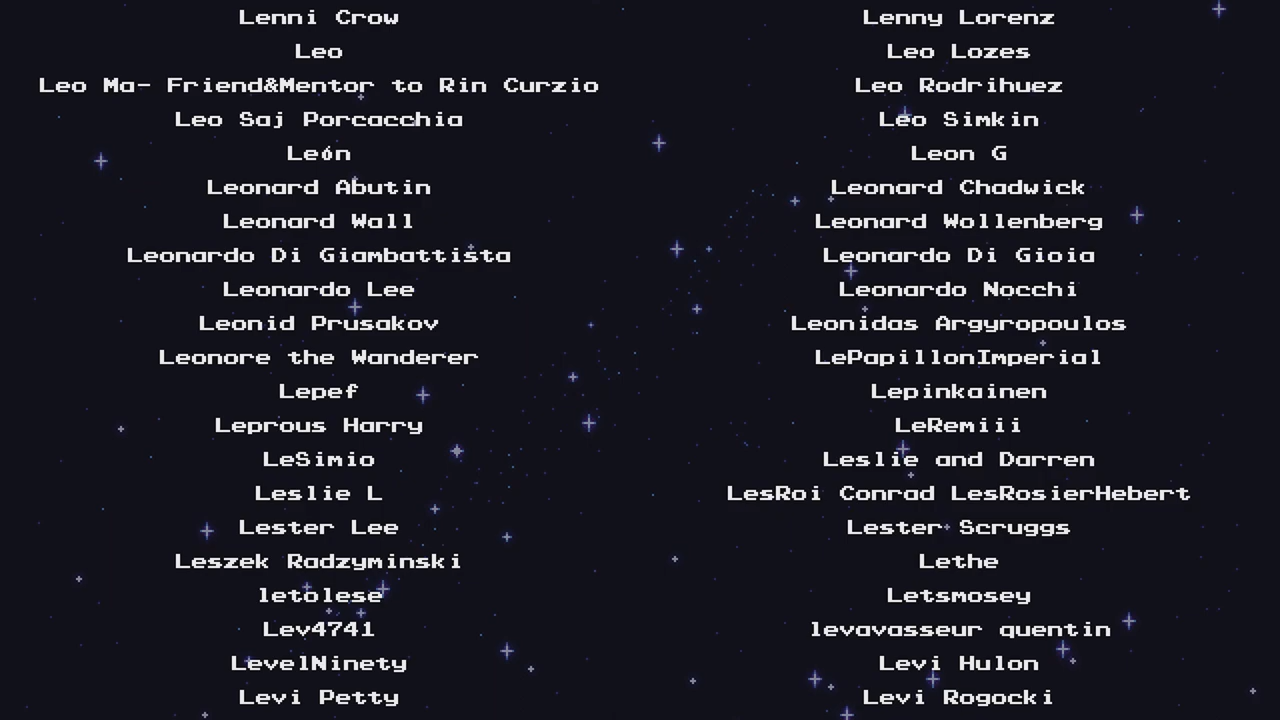 Lenni Crow
Lenny Lorenz
Leo
Leo Lozes
Leo Ma- Friend&Mentor to Rin Curzio
Leo Rodrihuez
Leo Saj Porcacchia
Leo Simkin
León
Leon G
Leonard Abutin
Leonard Chadwick
Leonard Wall
Leonard Wollenberg
Leonardo Di Giambattista
Leonardo Di Gioia
Leonardo Lee
Leonardo Nocchi
Leonid Prusakov
Leonidas Argyropoulos
Leonore the Wanderer
LePapillonImperial
Lepef
Lepinkainen
Leprous Harry
LeRemiii
LeSimio
Leslie and Darren
Leslie L
LesRoi Conrad LesRosierHebert
Lester Lee
Lester Scruggs
Leszek Radzyminski
Lethe
letolese
Letsmosey
Lev4741
levavasseur quentin
LevelNinety
Levi Hulon
Levi Petty
Levi Rogocki